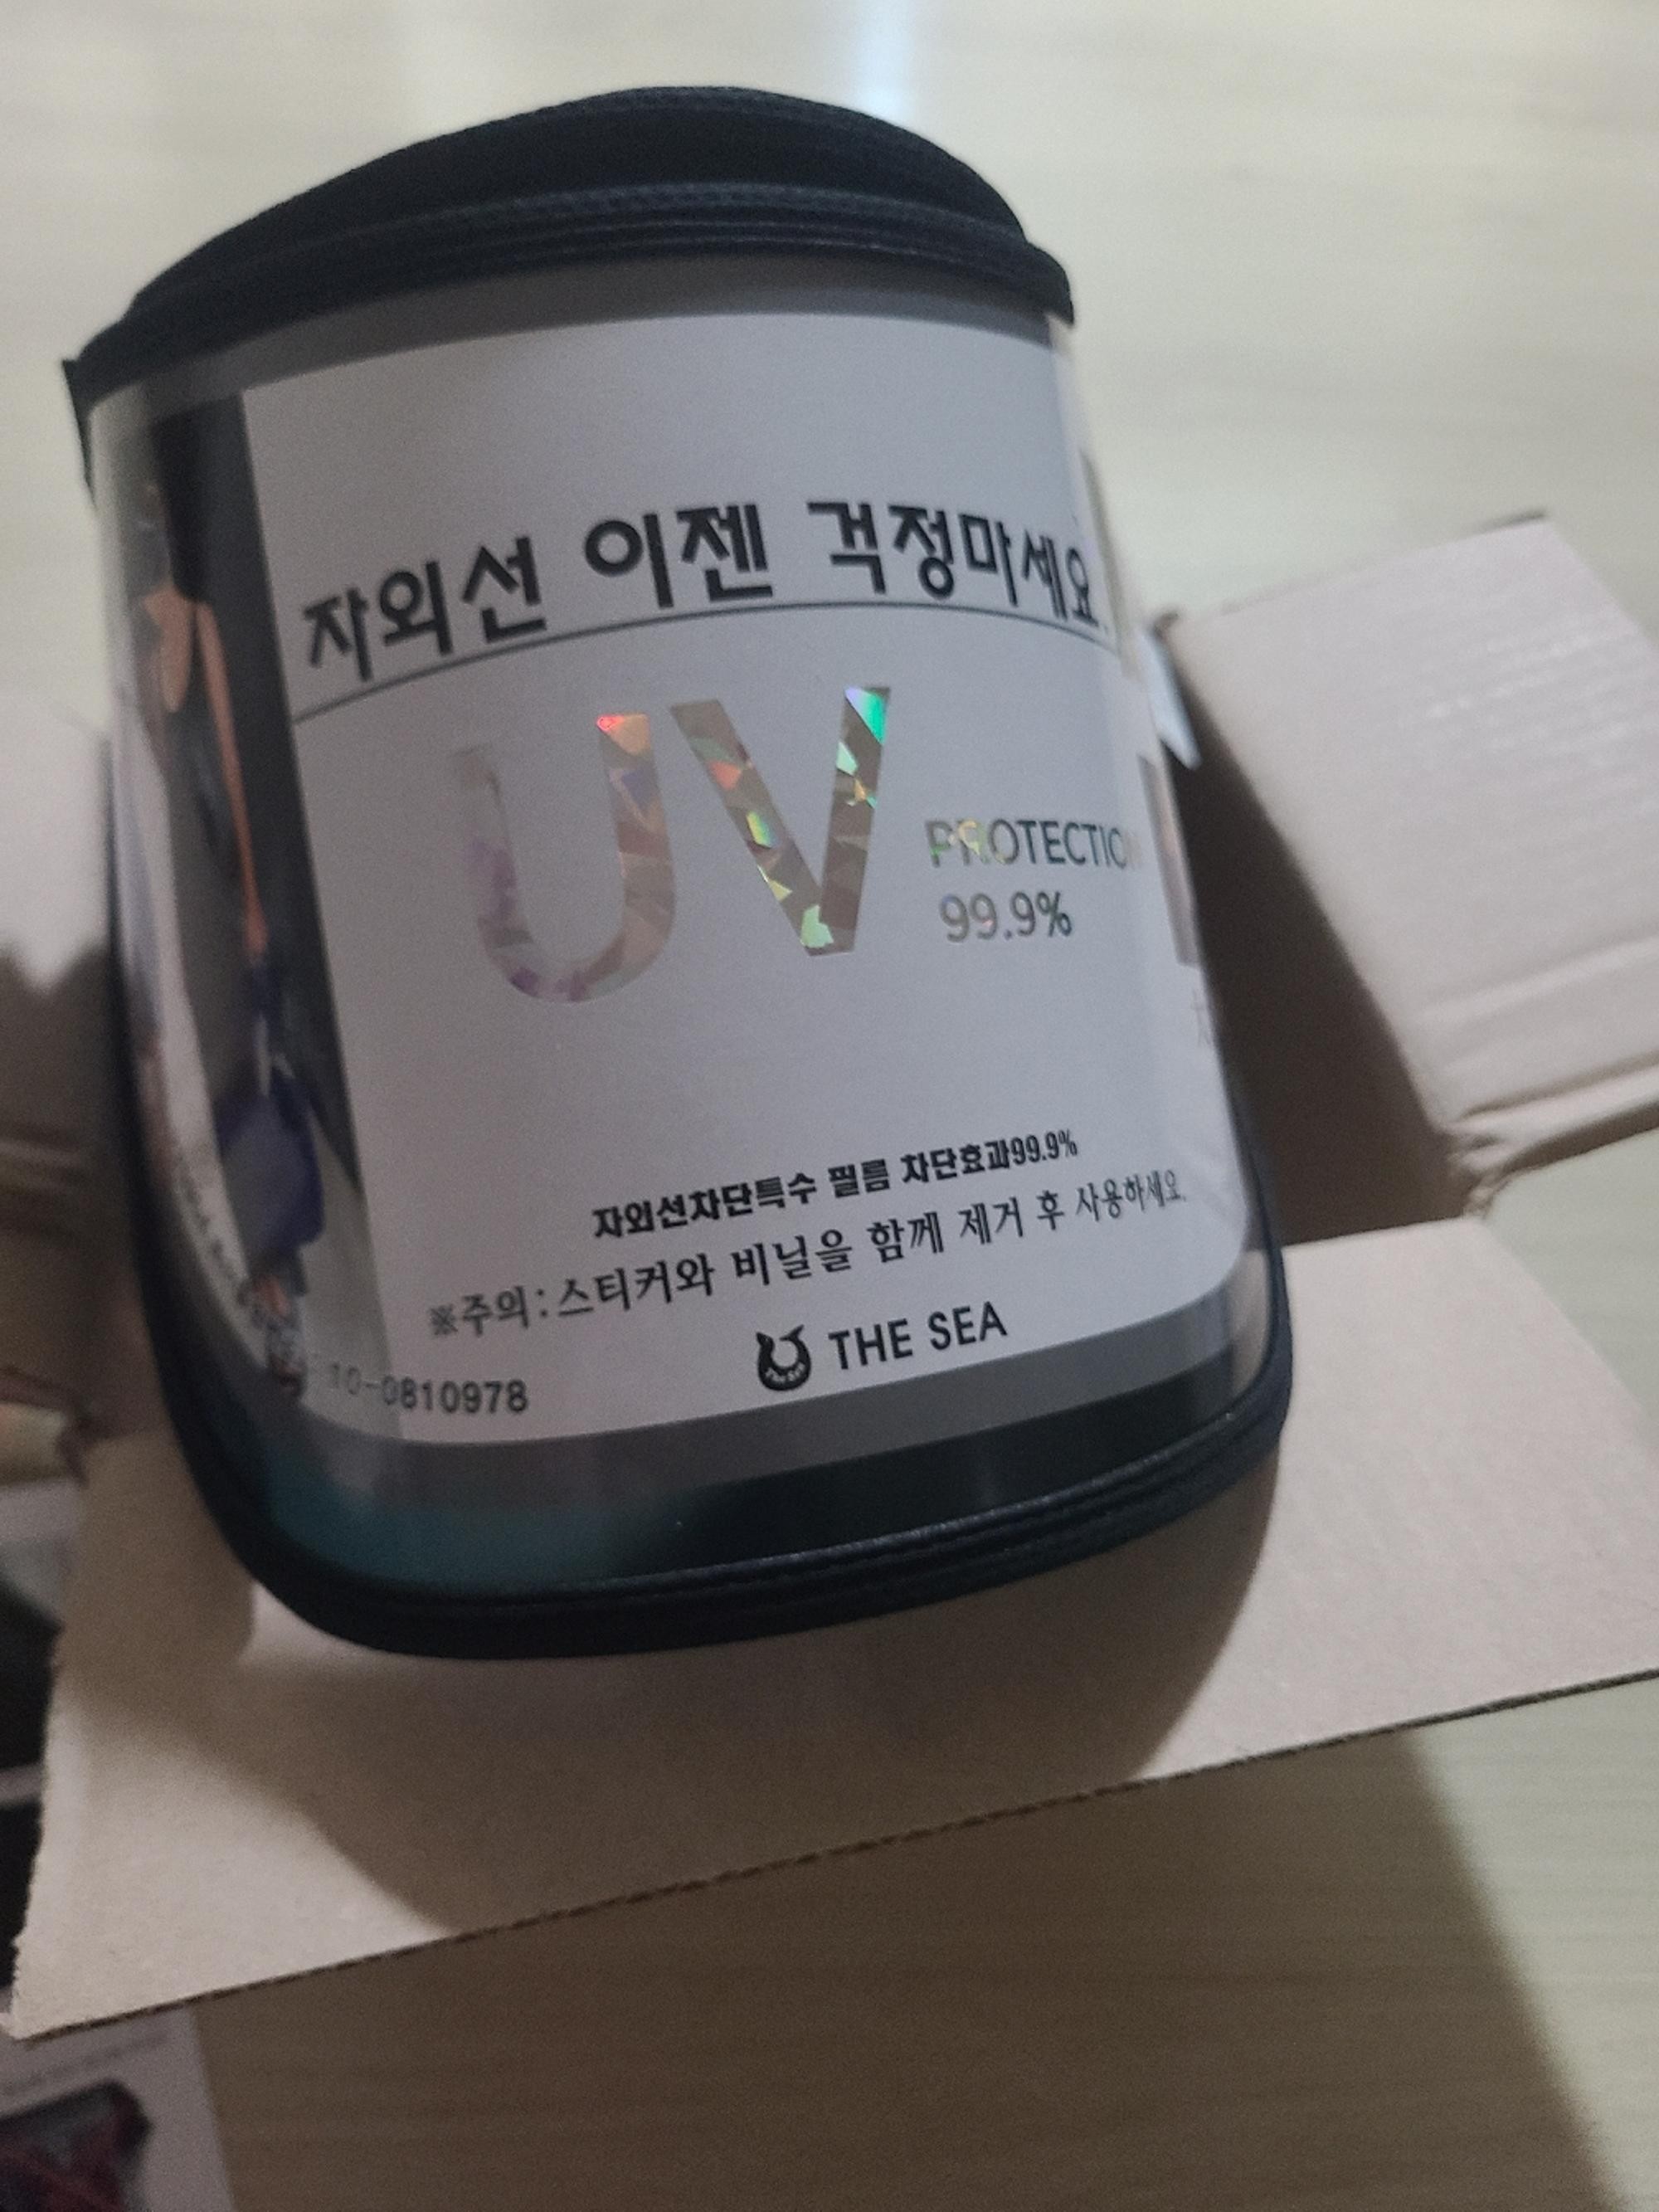 자외선 이젠 걱정마세요.
UV
PROTECTION
99.9%
자외선차단특수 필름 차단효과99.9%
※주의:스티커와 비닐을 함께 제거 후 사용하세요.
THE SEA
10-0810978